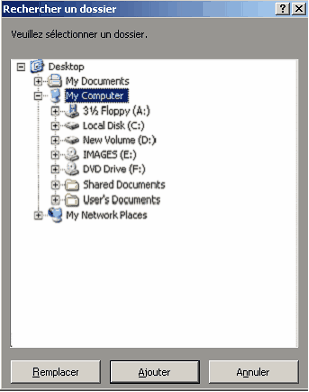 Rechercher un dossier
Veuillez sélectionner un dossier.
Desktop
My Documents
My Computer
3½ Floppy (A:)
Local Disk (C:)
New Volume (D:)
IMAGES (E:)
DVD Drive (F:)
Shared Documents
User's Documents
My Network Places
Remplacer Ajouter Annuler